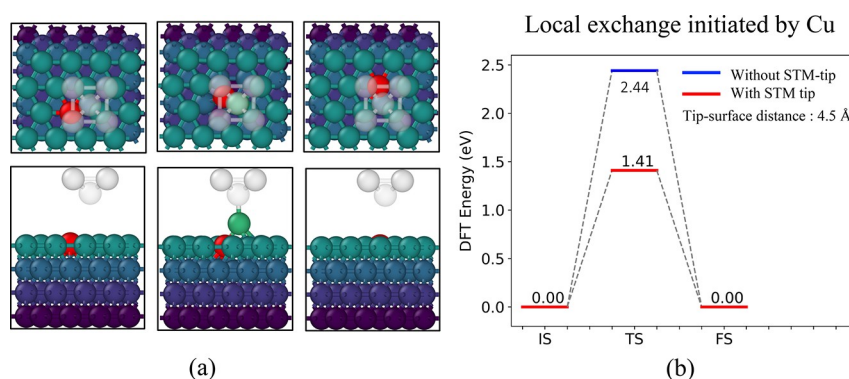 Local exchange initiated by Cu
DFT Energy (eV)
2.5
2.0
1.5
1.0
0.5
0.0
2.44
1.41
0.00
0.00
Without STM-tip
With STM tip
Tip-surface distance : 4.5 Å
IS
TS
FS
(a)
(b)